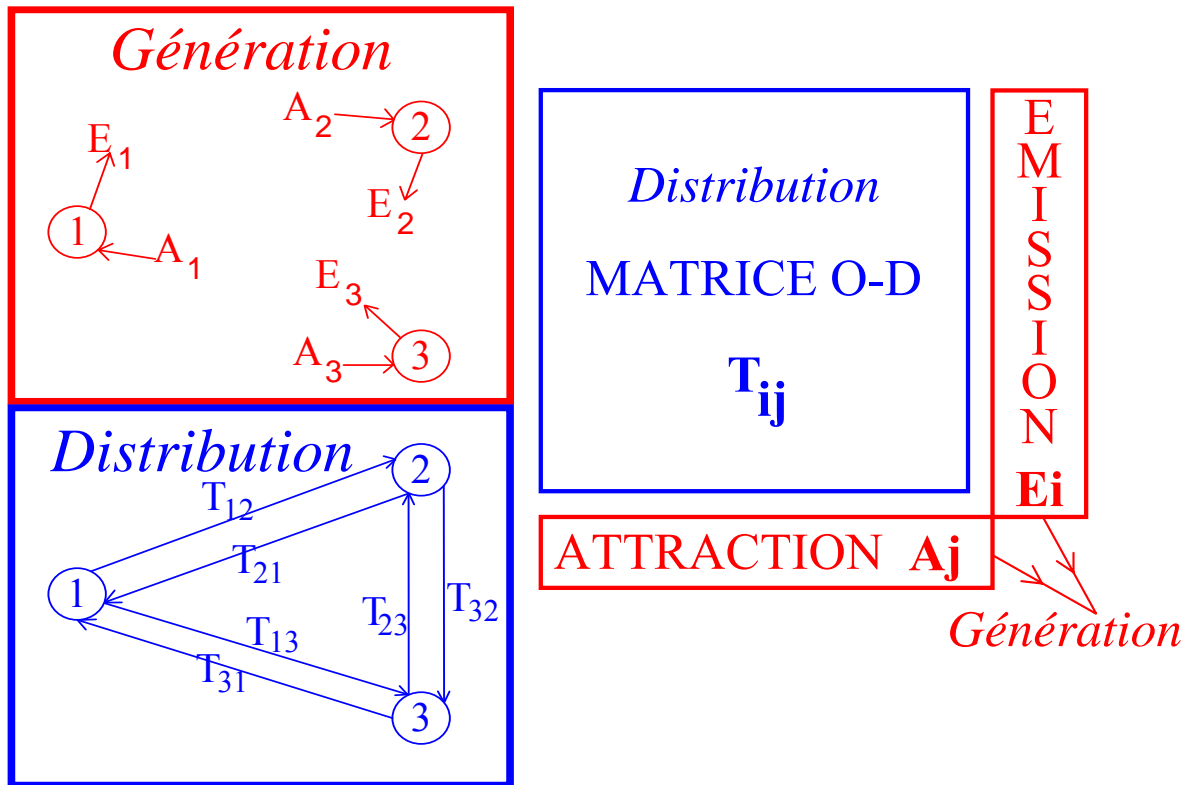 Génération
A2
2
E1
E2
1
A1
E3
A3
3
Distribution
2
T12
T21
1
T23
T32
T13
T31
3
Distribution
MATRICE O-D
Tij
EMISSION
Ei
ATTRACTION Aj
Génération